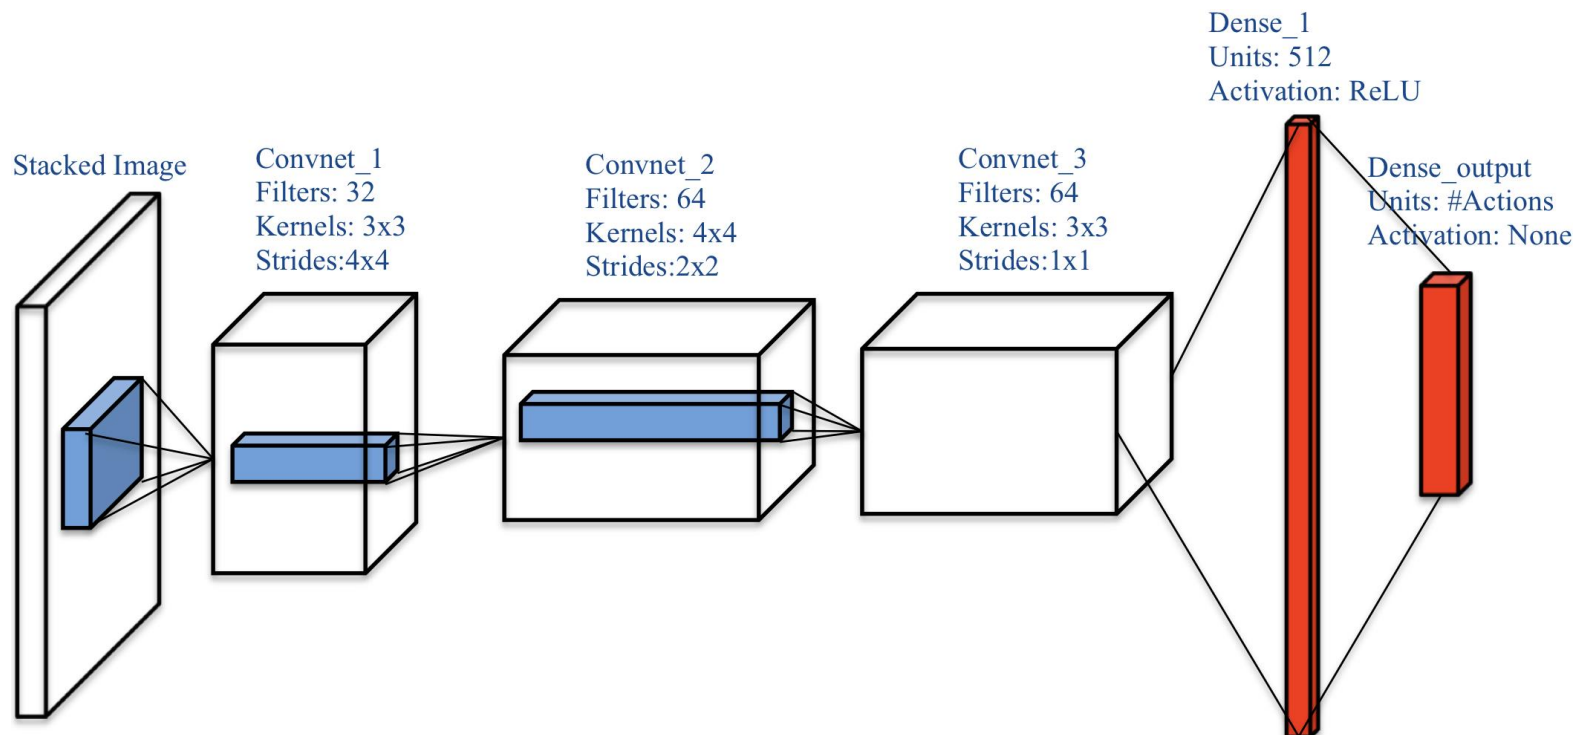 Stacked Image
Convnet_1
Filters: 32
Kernels: 3x3
Strides:4x4
Convnet_2
Filters: 64
Kernels: 4x4
Strides:2x2
Convnet_3
Filters: 64
Kernels: 3x3
Strides:1x1
Dense_1
Units: 512
Activation: ReLU
Dense_output
Units: #Actions
Activation: None